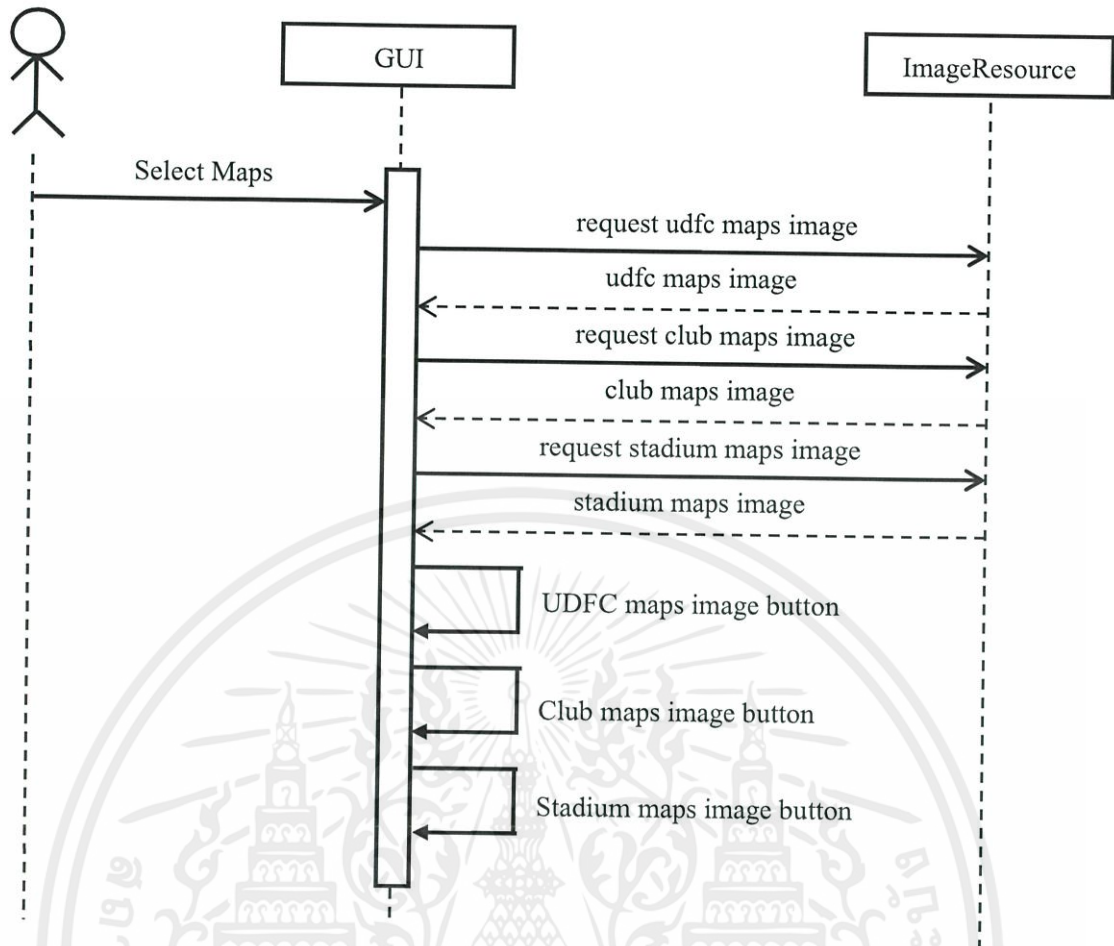 GUI
ImageResource
Select Maps
request udfc maps image
udfc maps image
request club maps image
club maps image
request stadium maps image
stadium maps image
UDFC maps image button
Club maps image button
Stadium maps image button